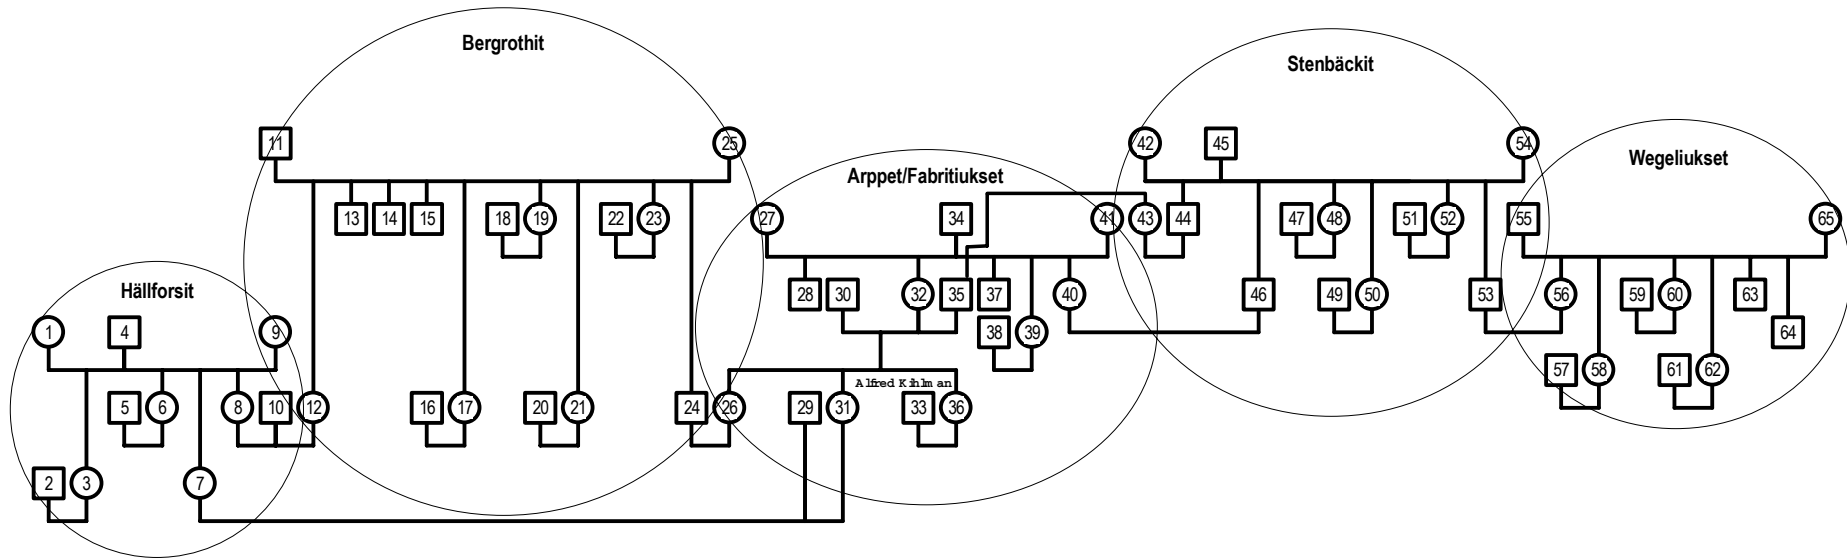 Bergrothit
Stenbäckit
11 25 42 45 54
Arppet/Fabritiukset Wegeliukset
13 14 15 18 19 22 23 27 34 41 43 44 47 48 51 52 55 65
Hällforsit
28 30 32 35 37 40 46 49 50 53 56 59 60 63
1 4 9 38 39 64
Alfred Kihlman
57 58 61 62
5 6 8 10 12 16 17 20 21 24 26 29 31 33 36
2 3 7